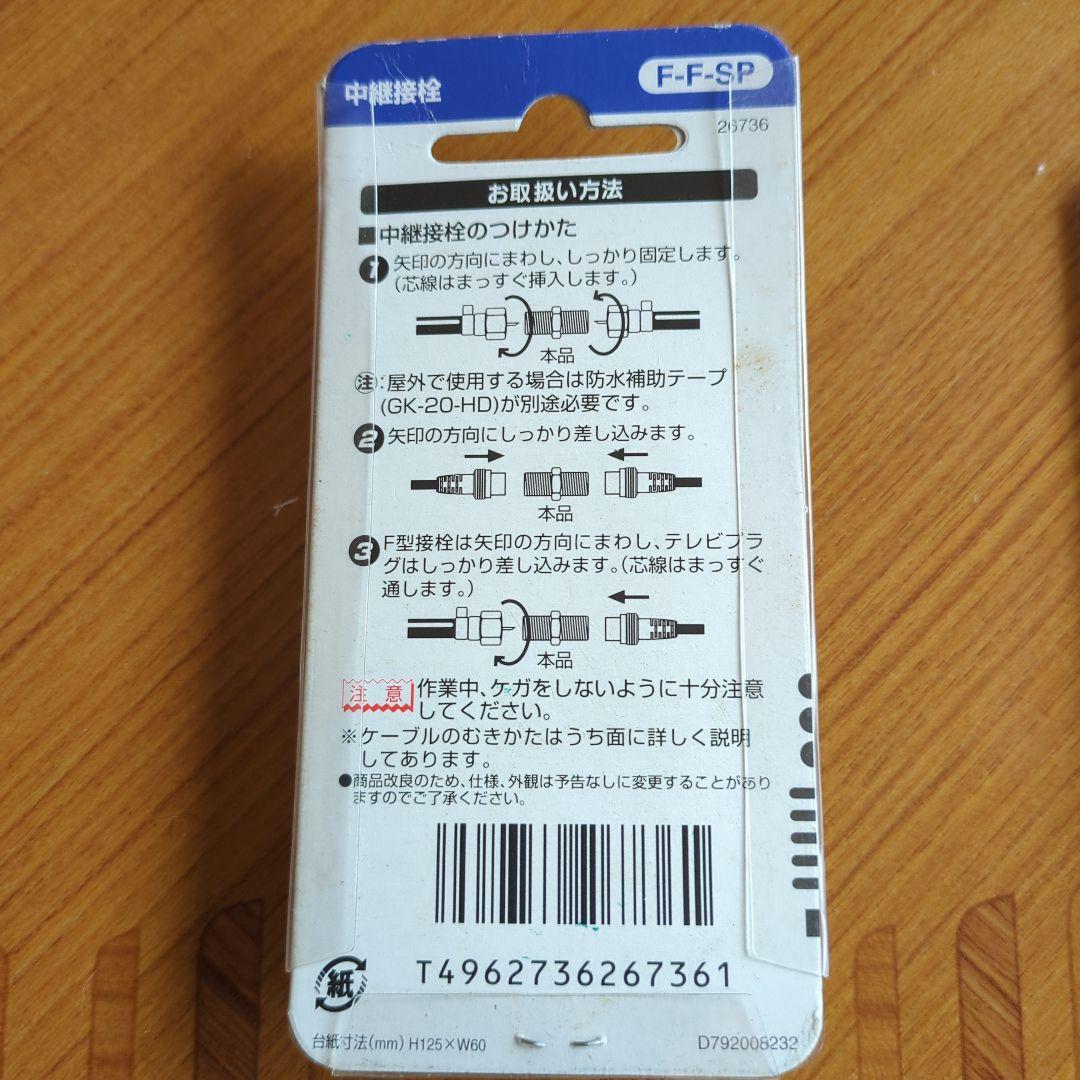 中継接栓
F-F-SP
26736
お取扱い方法
■中継接栓のつけかた
1 矢印の方向にまわし、しっかり固定します。
(芯線はまっすぐ挿入します。)
本品
注:屋外で使用する場合は防水補助テープ
(GK-20-HD)が別途必要です。
2 矢印の方向にしっかり差し込みます。
本品
3 F型接栓は矢印の方向にまわし、テレビプラ
グはしっかり差し込みます。(芯線はまっすぐ
通します。)
本品
注意 作業中、ケガをしないように十分注意
してください。
※ケーブルのむきかたはうち面に詳しく説明
してあります。
●商品改良のため、仕様、外観は予告なしに変更することがあり
ますのでご了承ください。
T4962736267361
紙
台紙寸法(mm) H125×W60
D792008232